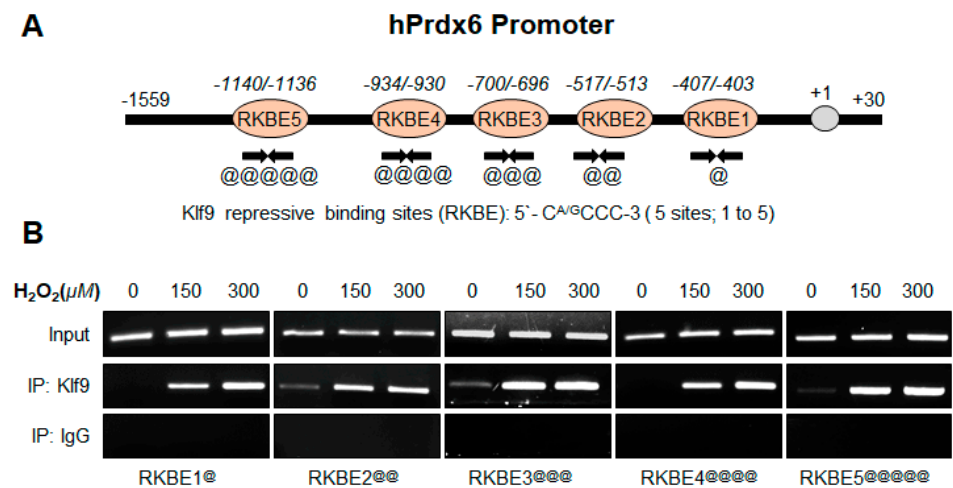 A
hPrdx6 Promoter
-1140/-1136 -934/-930 -700/-696 -517/-513 -407/-403
-1559 +1 +30
RKBE5 RKBE4 RKBE3 RKBE2 RKBE1
@@@@@ @@@@ @@@ @@ @
Klf9 repressive binding sites (RKBE): 5`- CA/GCCC-3 ( 5 sites; 1 to 5)
B
H2O2(µM) 0 150 300 0 150 300 0 150 300 0 150 300 0 150 300
Input
IP: Klf9
IP: IgG
RKBE1@ RKBE2@@ RKBE3@@@ RKBE4@@@@ RKBE5@@@@@